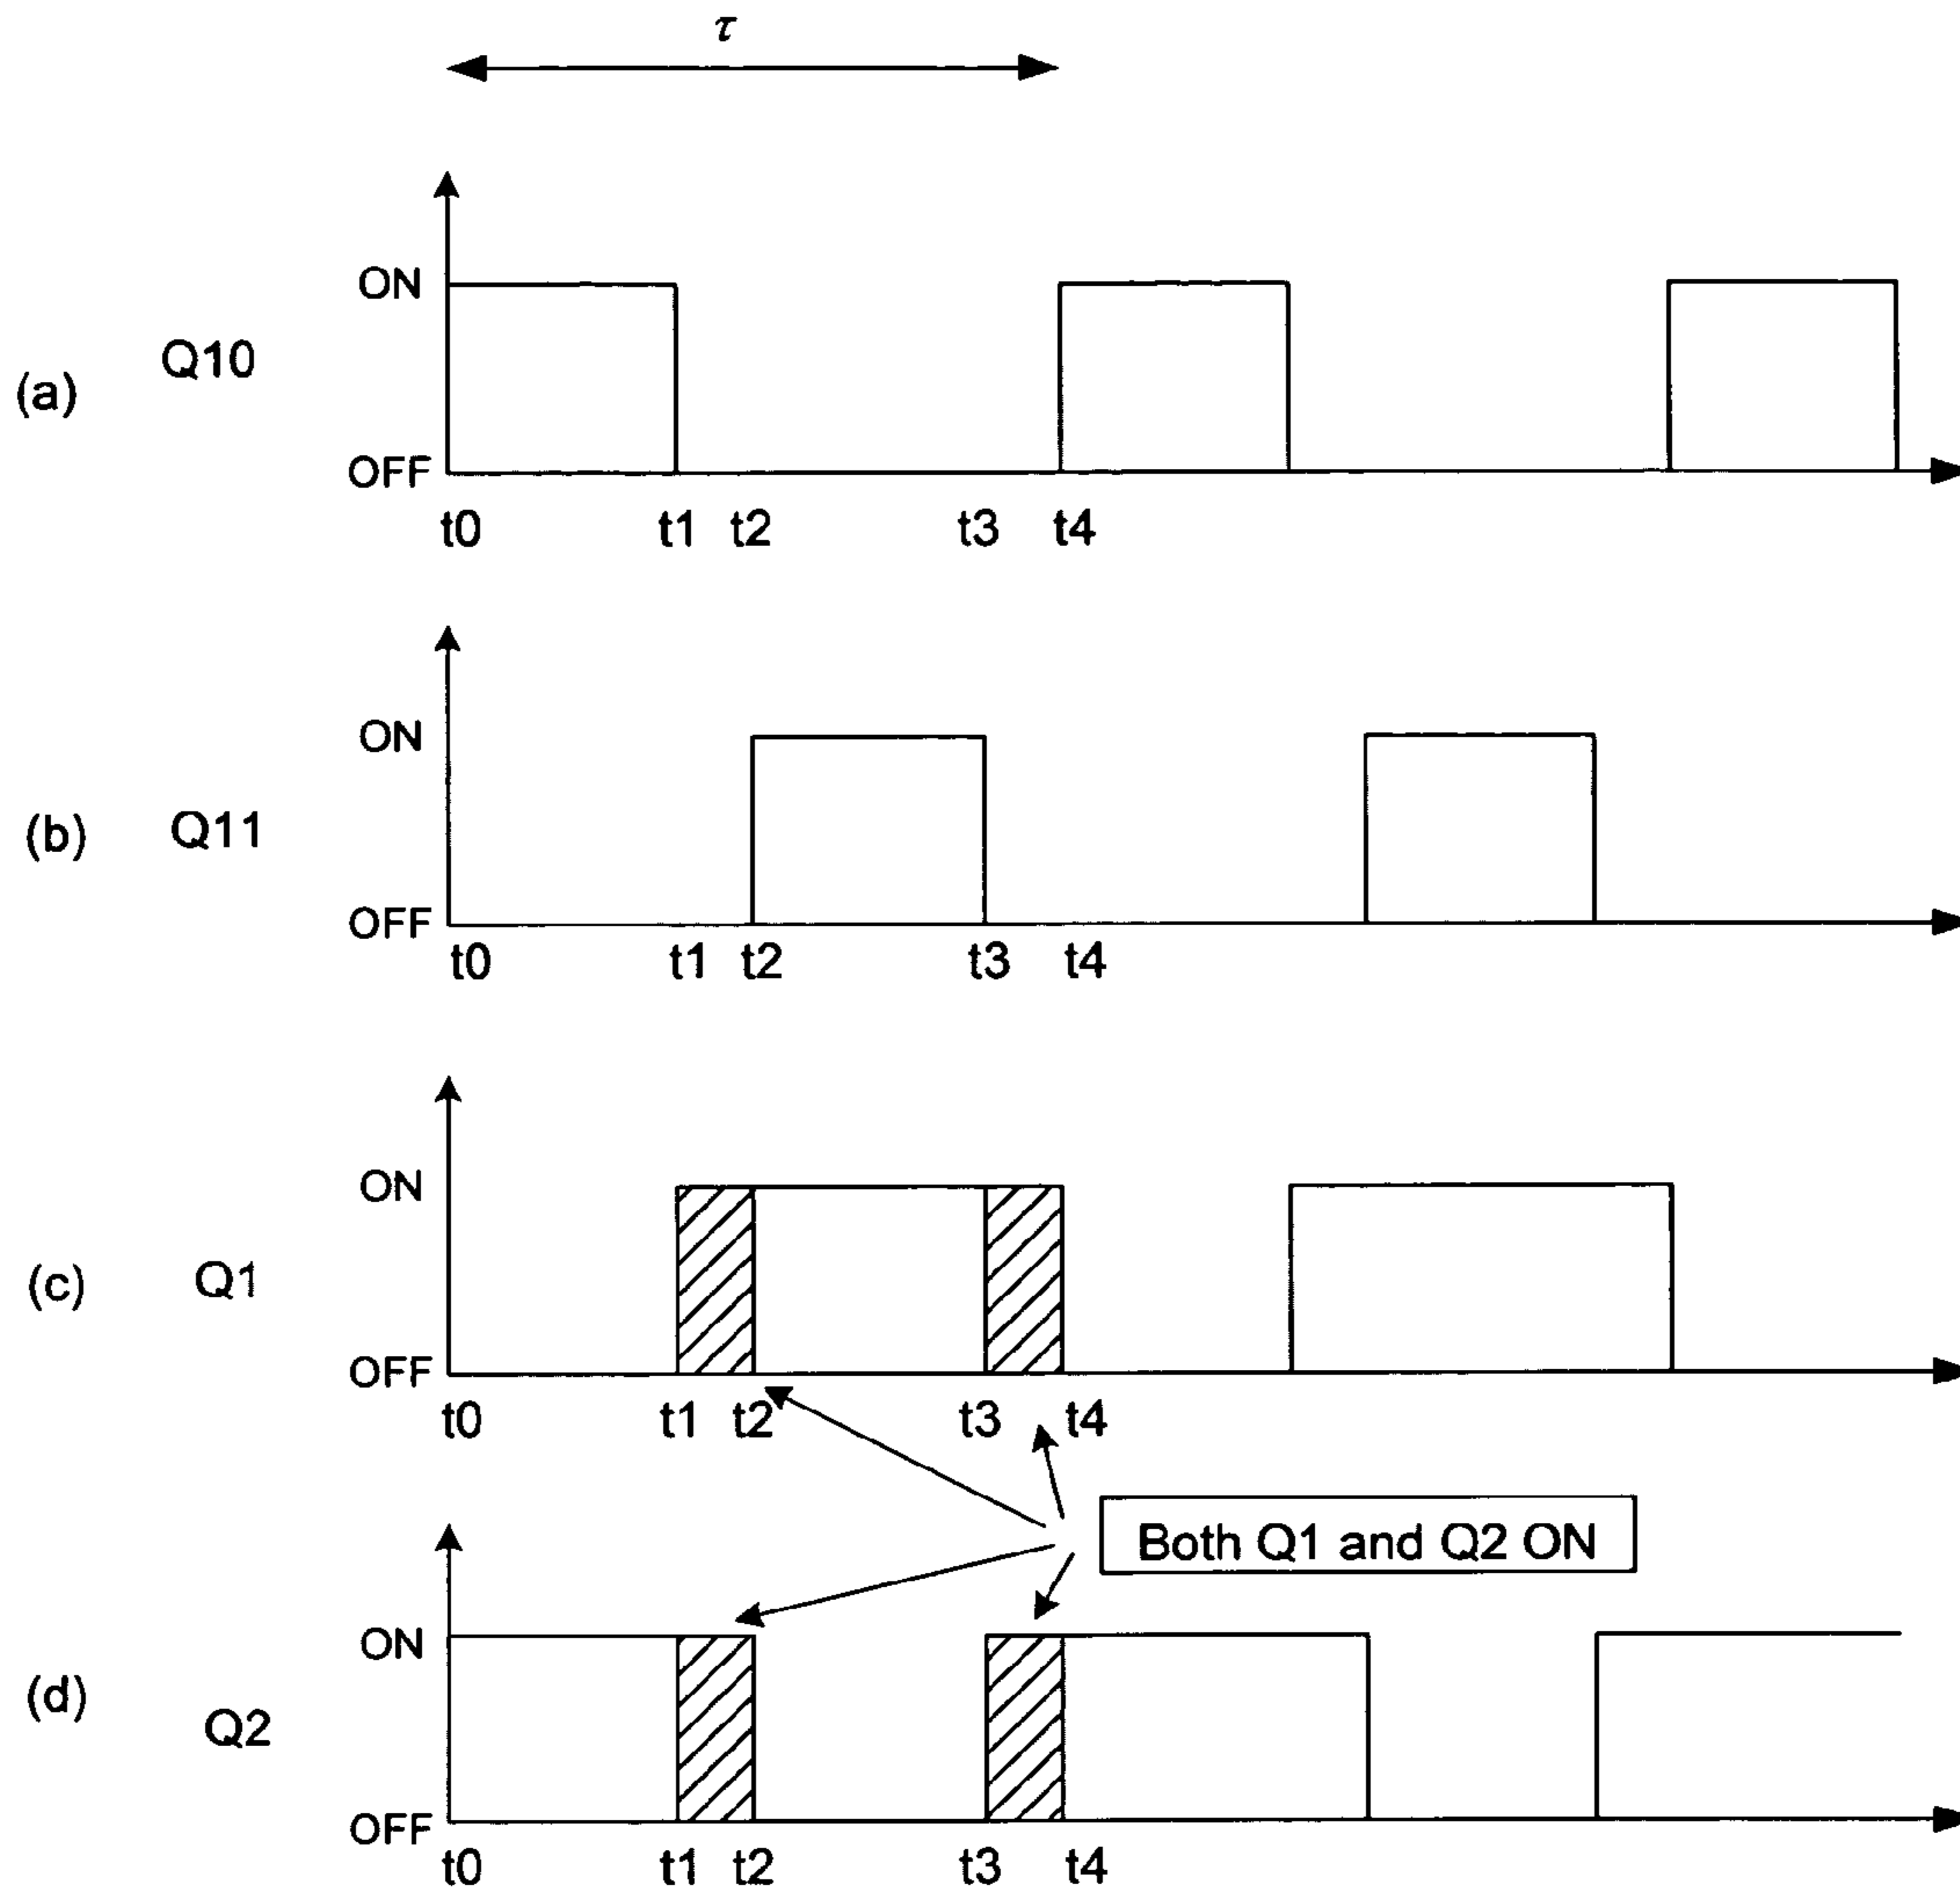 τ
ON
Q10
(a)
OFF
t0 t1 t2 t3 t4
ON
(b) Q11
OFF
t0 t1 t2 t3 t4
ON
(c) Q1
OFF
t0 t1 t2 t3 t4
Both Q1 and Q2 ON
ON
(d)
Q2
OFF
t0 t1 t2 t3 t4